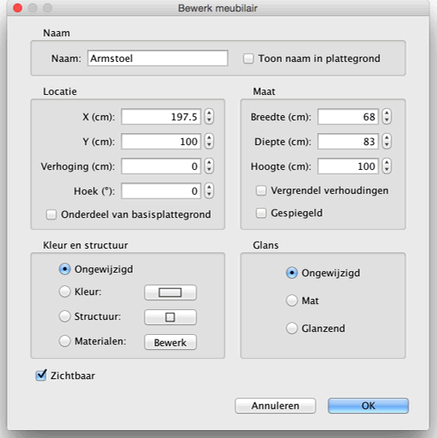 Bewerk meubilair
Naam
Naam: Armstoel Toon naam in plattegrond
Locatie
X (cm): 197.5
Y (cm): 100
Verhoging (cm): 0
Hoek (°): 0
Onderdeel van basisplattegrond
Maat
Breedte (cm): 68
Diepte (cm): 83
Hoogte (cm): 100
Vergrendel verhoudingen
Gespiegeld
Kleur en structuur
Ongewijzigd
Kleur:
Structuur:
Materialen: Bewerk
Glans
Ongewijzigd
Mat
Glanzend
Zichtbaar
Annuleren OK